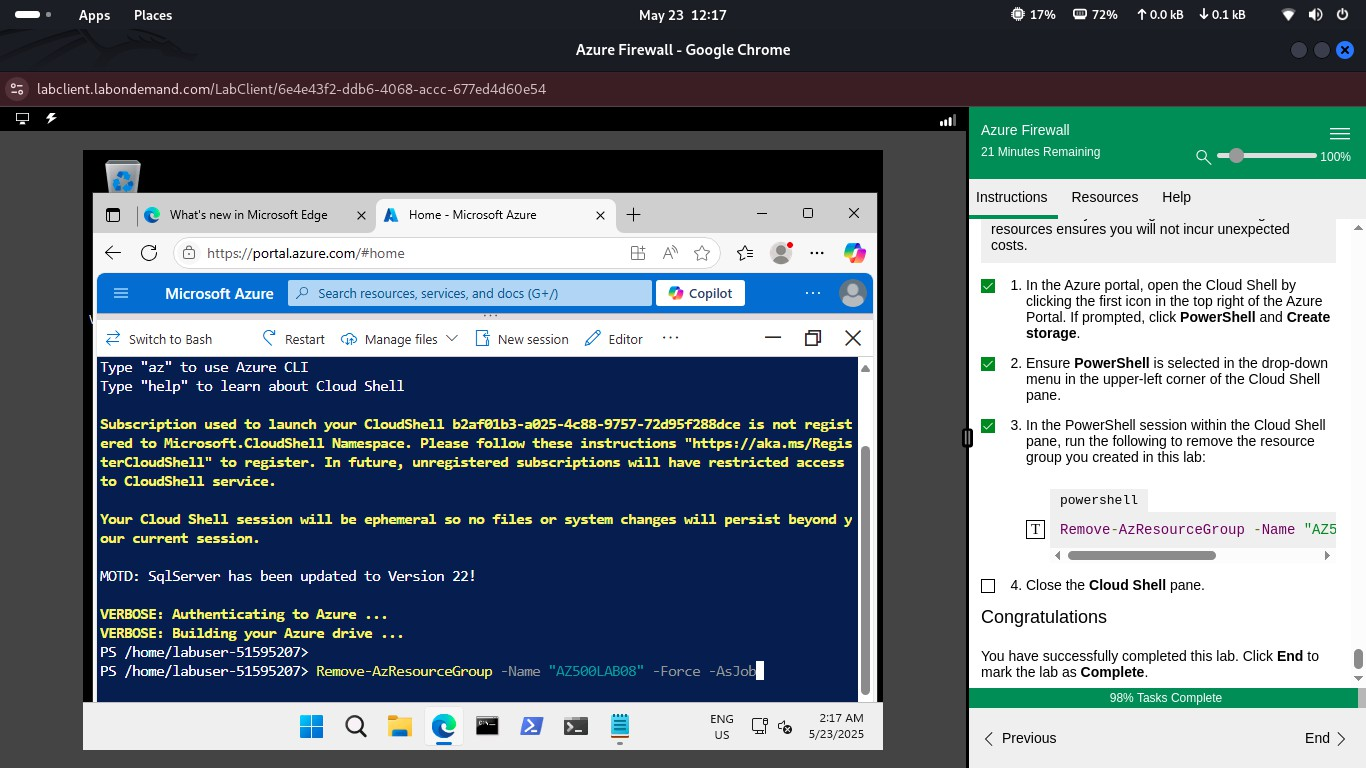 Apps Places May 23 12:17 17% 72% 0.0 kB 0.1 kB
Azure Firewall - Google Chrome
labclient.labondemand.com/LabClient/6e4e43f2-ddb6-4068-accc-677ed4d60e54
What's new in Microsoft Edge
Home - Microsoft Azure
https://portal.azure.com/#home
Microsoft Azure
Search resources, services, and docs (G+/)
Copilot
Switch to Bash Restart Manage files New session Editor
Type "az" to use Azure CLI
Type "help" to learn about Cloud Shell
Subscription used to launch your CloudShell b2af01b3-a025-4c88-9757-72d95f288dce is not regist
ered to Microsoft.CloudShell Namespace. Please follow these instructions "https://aka.ms/Regis
terCloudShell" to register. In future, unregistered subscriptions will have restricted access
to CloudShell service.
Your Cloud Shell session will be ephemeral so no files or system changes will persist beyond y
our current session.
MOTD: SqlServer has been updated to Version 22!
VERBOSE: Authenticating to Azure ...
VERBOSE: Building your Azure drive ...
PS /home/labuser-51595207>
PS /home/labuser-51595207> Remove-AzResourceGroup -Name "AZ500LAB08" -Force -AsJob
ENG
US
2:17 AM
5/23/2025
Azure Firewall
21 Minutes Remaining
100%
Instructions Resources Help
resources ensures you will not incur unexpected
costs.
1. In the Azure portal, open the Cloud Shell by
clicking the first icon in the top right of the Azure
Portal. If prompted, click PowerShell and Create
storage.
2. Ensure PowerShell is selected in the drop-down
menu in the upper-left corner of the Cloud Shell
pane.
3. In the PowerShell session within the Cloud Shell
pane, run the following to remove the resource
group you created in this lab:
powershell
T Remove-AzResourceGroup -Name "AZ5
4. Close the Cloud Shell pane.
Congratulations
You have successfully completed this lab. Click End to
mark the lab as Complete.
98% Tasks Complete
Previous
End